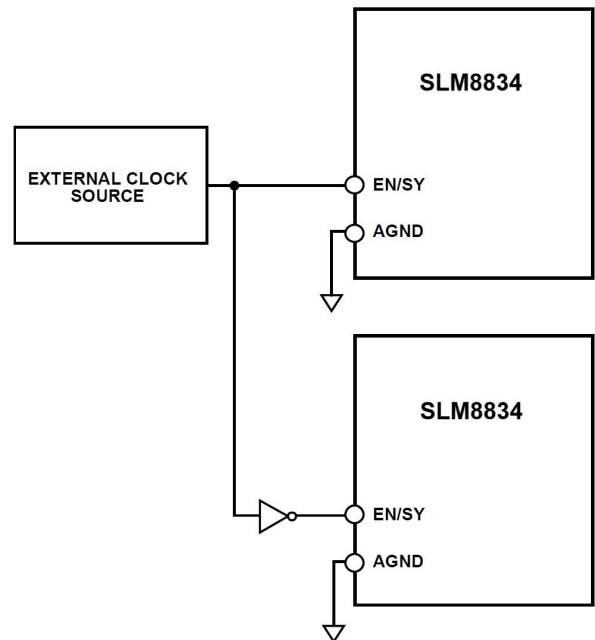 SLM8834
EXTERNAL CLOCK
SOURCE
EN/SY
AGND
SLM8834
EN/SY
AGND